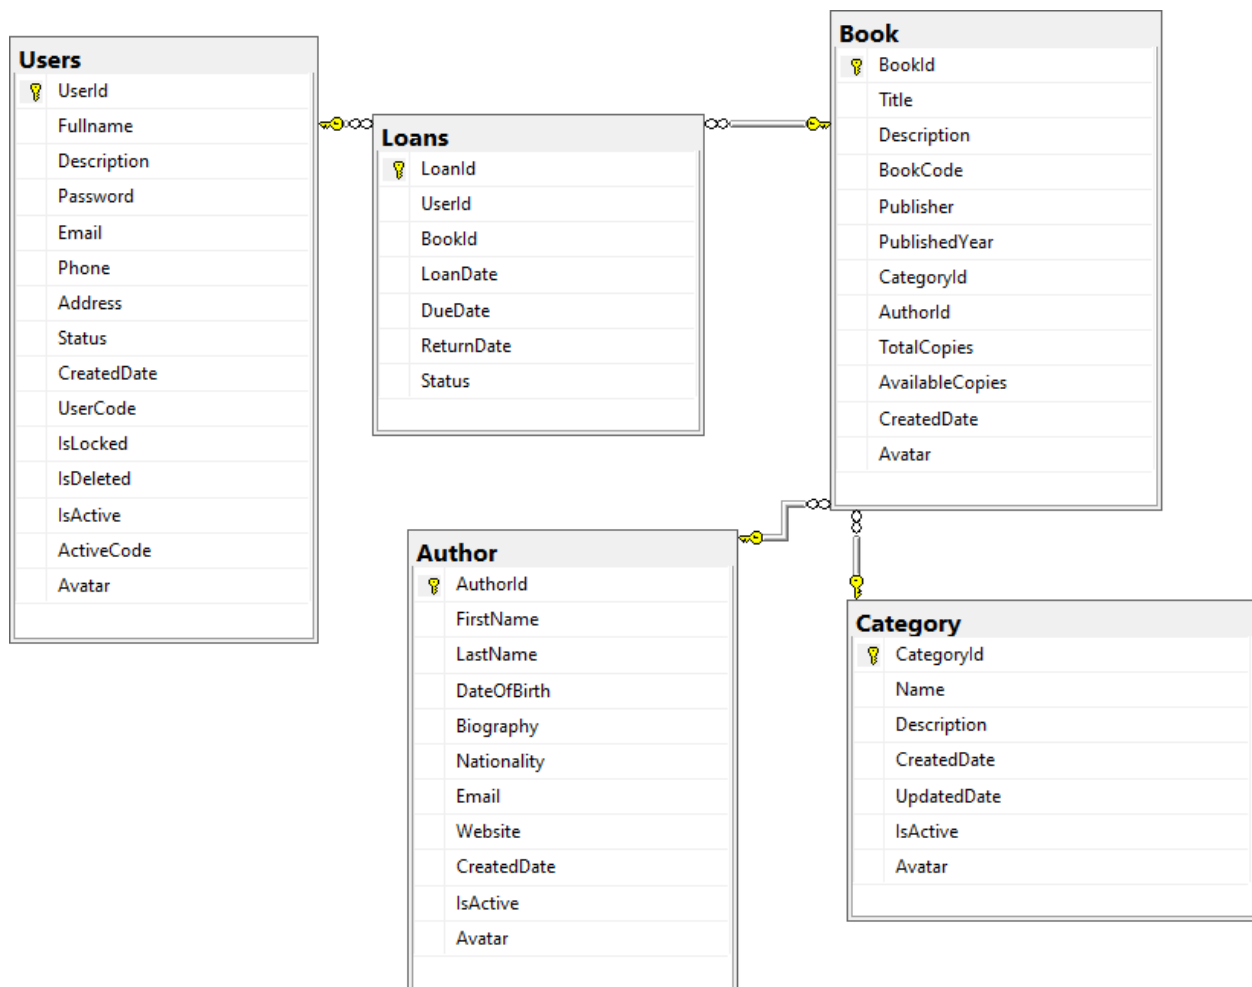 Users
UserId
Fullname
Description
Password
Email
Phone
Address
Status
CreatedDate
UserCode
IsLocked
IsDeleted
IsActive
ActiveCode
Avatar
Loans
LoanId
UserId
BookId
LoanDate
DueDate
ReturnDate
Status
Book
BookId
Title
Description
BookCode
Publisher
PublishedYear
CategoryId
AuthorId
TotalCopies
AvailableCopies
CreatedDate
Avatar
Author
AuthorId
FirstName
LastName
DateOfBirth
Biography
Nationality
Email
Website
CreatedDate
IsActive
Avatar
Category
CategoryId
Name
Description
CreatedDate
UpdatedDate
IsActive
Avatar